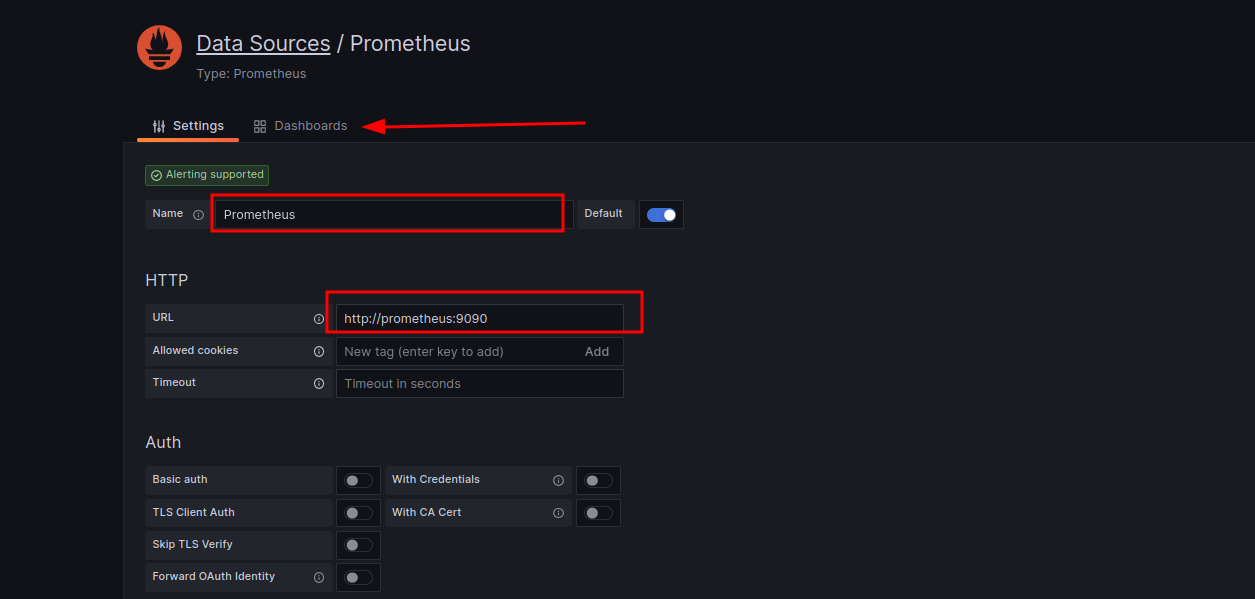 Data Sources / Prometheus
Type: Prometheus
Settings Dashboards
Alerting supported
Name Prometheus Default
HTTP
URL http://prometheus:9090
Allowed cookies New tag (enter key to add) Add
Timeout Timeout in seconds
Auth
Basic auth With Credentials
TLS Client Auth With CA Cert
Skip TLS Verify
Forward OAuth Identity